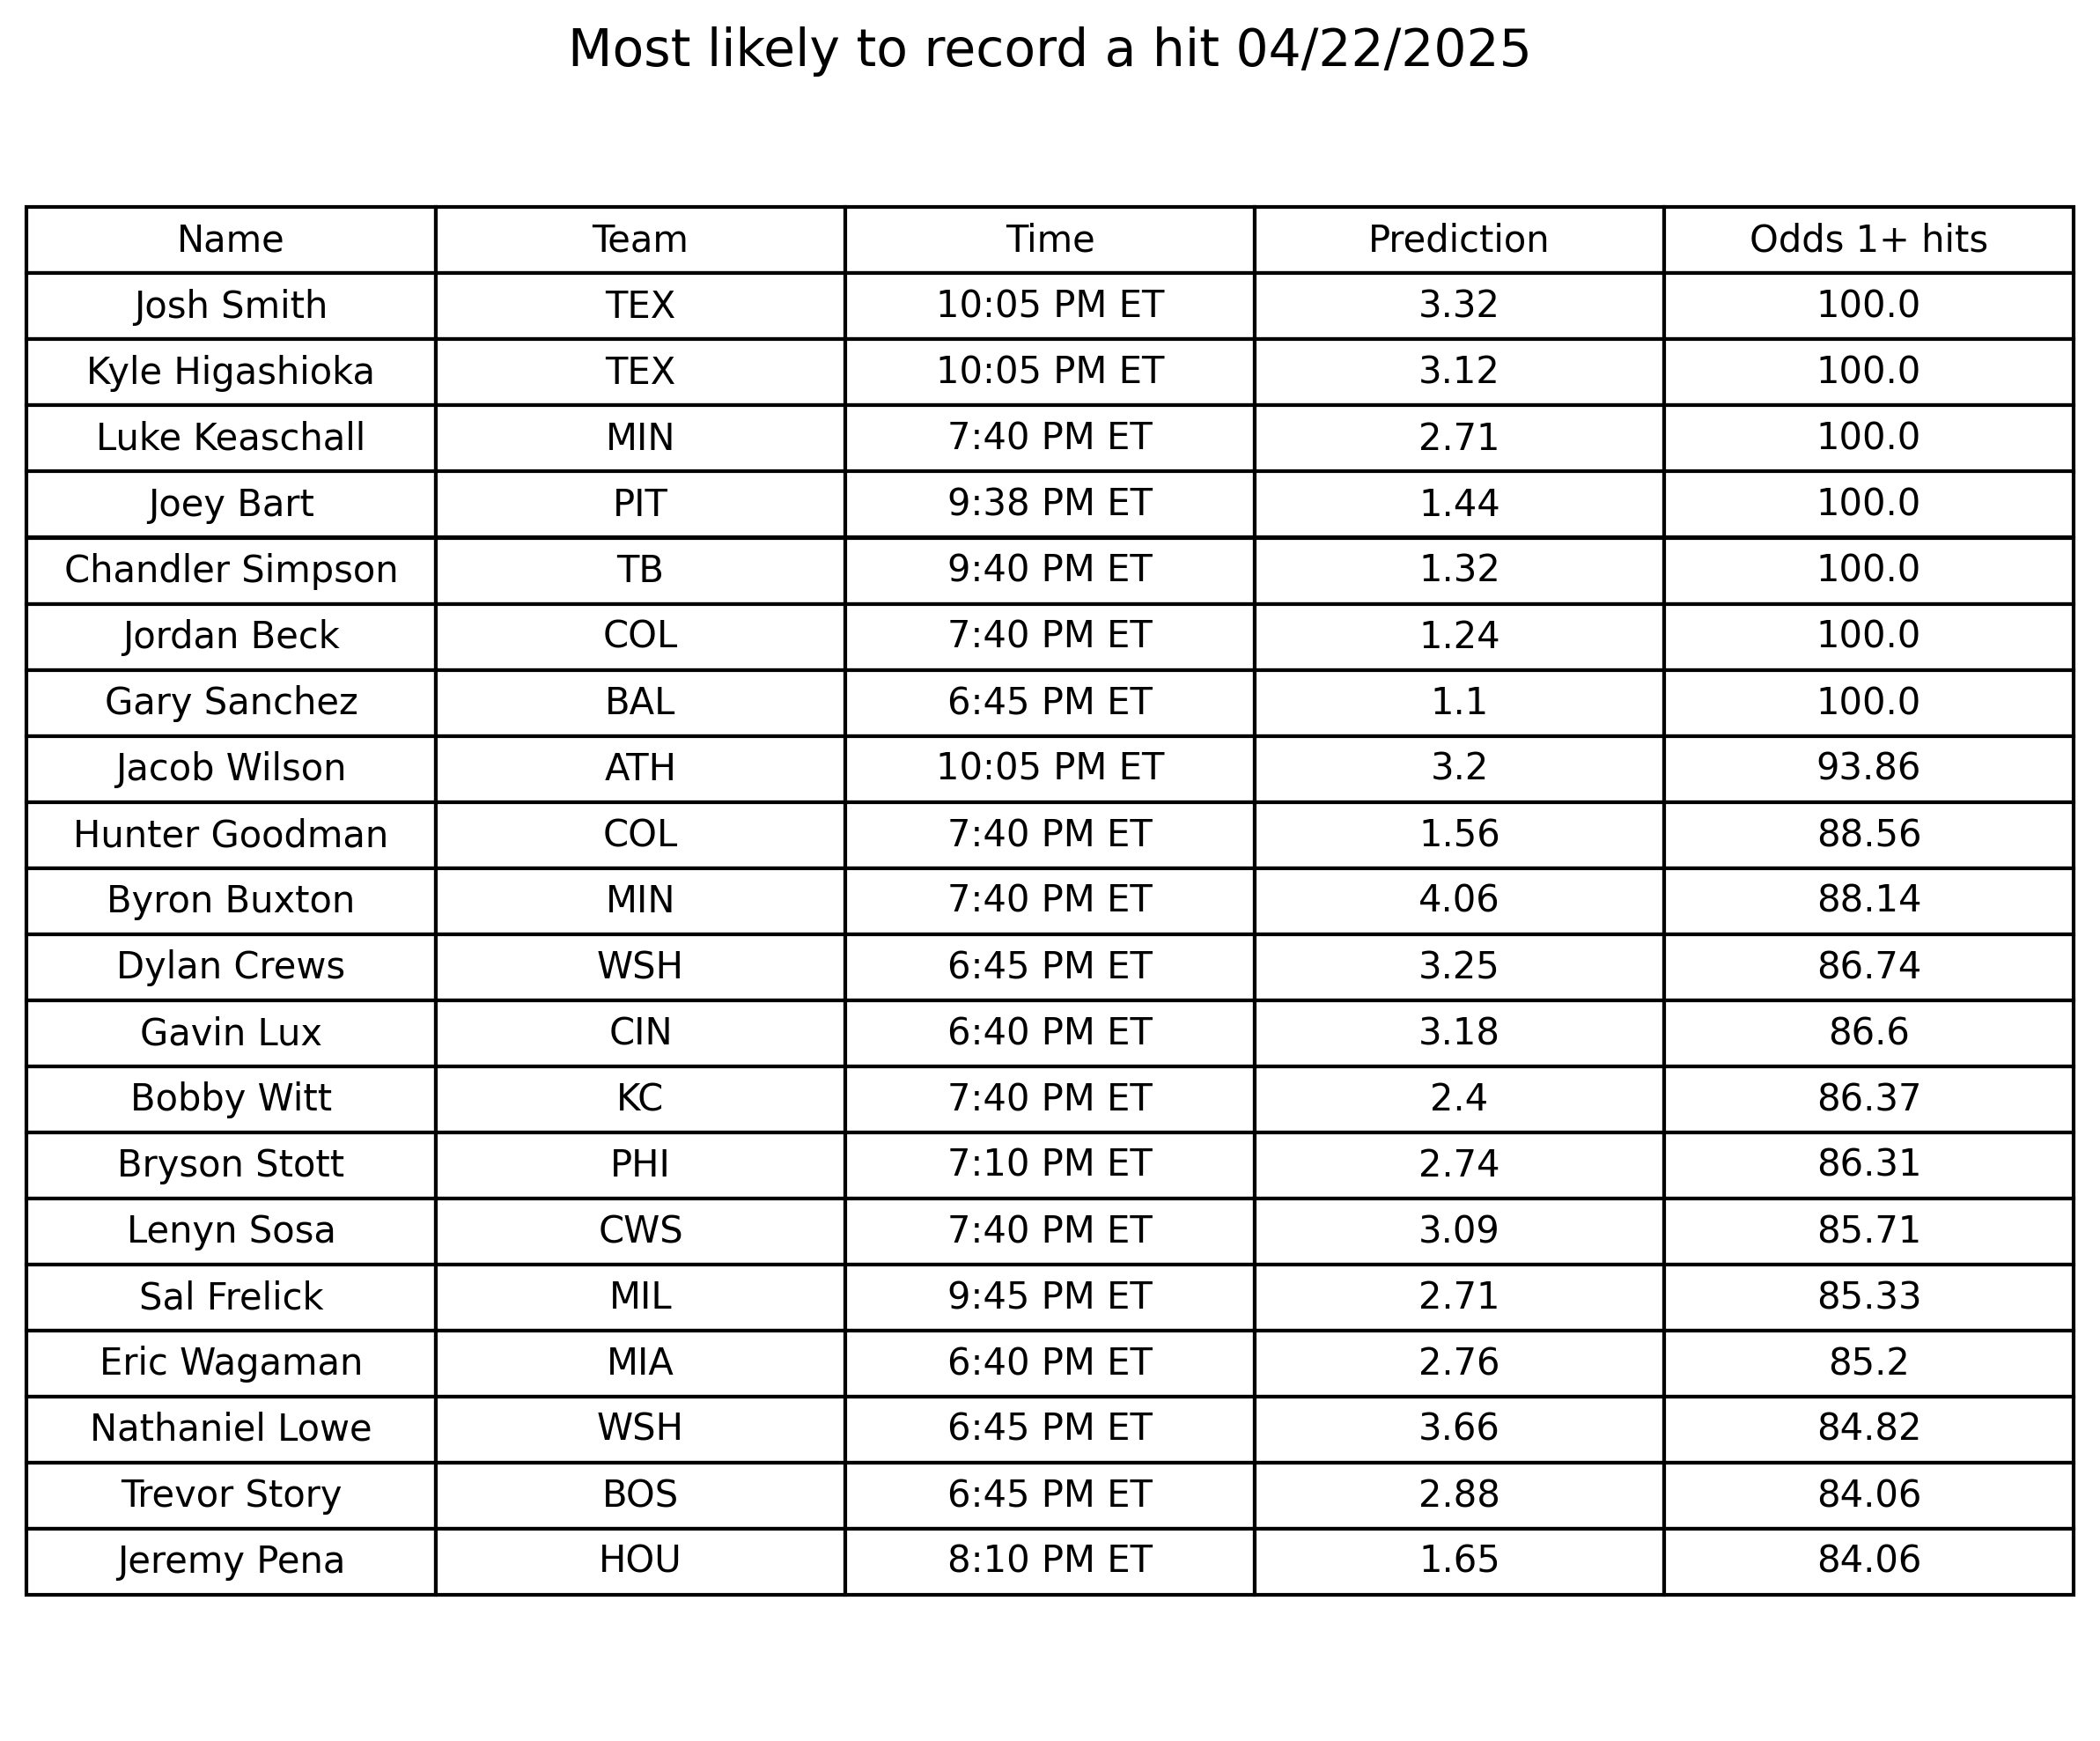 Most likely to record a hit 04/22/2025
Name Team Time Prediction Odds 1+ hits
Josh Smith TEX 10:05 PM ET 3.32 100.0
Kyle Higashioka TEX 10:05 PM ET 3.12 100.0
Luke Keaschall MIN 7:40 PM ET 2.71 100.0
Joey Bart PIT 9:38 PM ET 1.44 100.0
Chandler Simpson TB 9:40 PM ET 1.32 100.0
Jordan Beck COL 7:40 PM ET 1.24 100.0
Gary Sanchez BAL 6:45 PM ET 1.1 100.0
Jacob Wilson ATH 10:05 PM ET 3.2 93.86
Hunter Goodman COL 7:40 PM ET 1.56 88.56
Byron Buxton MIN 7:40 PM ET 4.06 88.14
Dylan Crews WSH 6:45 PM ET 3.25 86.74
Gavin Lux CIN 6:40 PM ET 3.18 86.6
Bobby Witt KC 7:40 PM ET 2.4 86.37
Bryson Stott PHI 7:10 PM ET 2.74 86.31
Lenyn Sosa CWS 7:40 PM ET 3.09 85.71
Sal Frelick MIL 9:45 PM ET 2.71 85.33
Eric Wagaman MIA 6:40 PM ET 2.76 85.2
Nathaniel Lowe WSH 6:45 PM ET 3.66 84.82
Trevor Story BOS 6:45 PM ET 2.88 84.06
Jeremy Pena HOU 8:10 PM ET 1.65 84.06